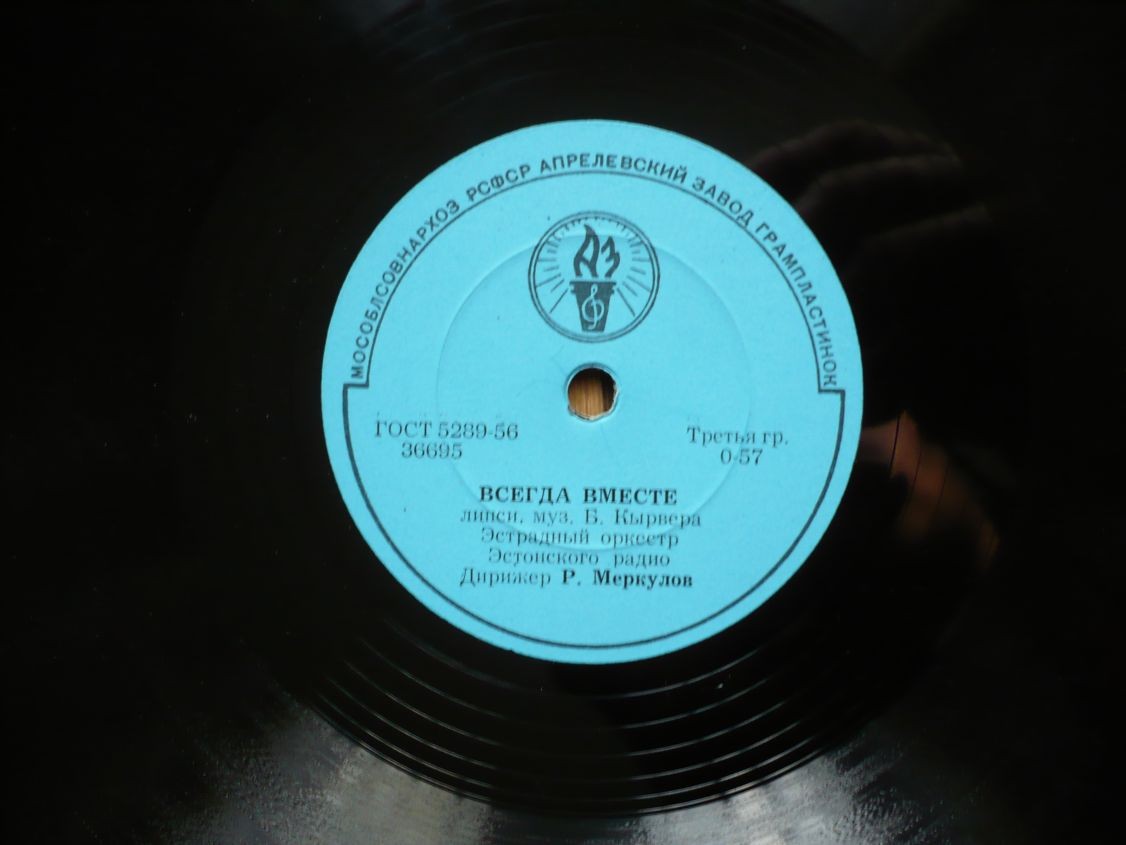 МОСОБЛСОВНАРХОЗ РСФСР АПРЕЛЕВСКИЙ ЗАВОД ГРАМПЛАСТИНОК
АЗ
ГОСТ 5289-56
36695
Третья гр.
0-57
ВСЕГДА ВМЕСТЕ
липси, муз. Б. Кырвера
Эстрадный оркестр
Эстонского радио
Дирижер Р. Меркулов